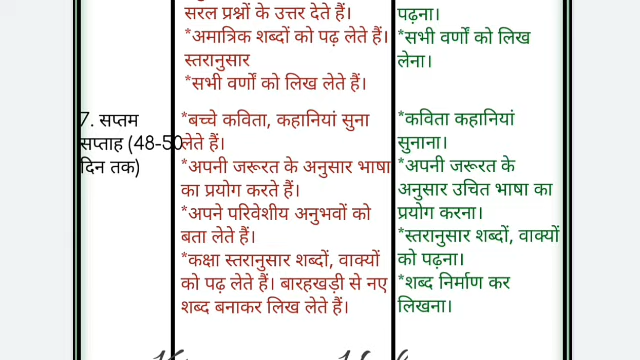 सरल प्रश्नों के उत्तर देते हैं।
*अमात्रिक शब्दों को पढ़ लेते हैं।
स्तरानुसार
*सभी वर्णों को लिख लेते हैं।
पढ़ना।
*सभी वर्णों को लिख
लेना।
7. सप्तम
सप्ताह (48-50
दिन तक)
*बच्चे कविता, कहानियां सुना
लेते हैं।
*अपनी जरूरत के अनुसार भाषा
का प्रयोग करते हैं।
*अपने परिवेशीय अनुभवों को
बता लेते हैं।
*कक्षा स्तरानुसार शब्दों, वाक्यों
को पढ़ लेते हैं। बारहखड़ी से नए
शब्द बनाकर लिख लेते हैं।
*कविता कहानियां
सुनाना।
*अपनी जरूरत के
अनुसार उचित भाषा का
प्रयोग करना।
*स्तरानुसार शब्दों, वाक्यों
को पढ़ना।
*शब्द निर्माण कर
लिखना।